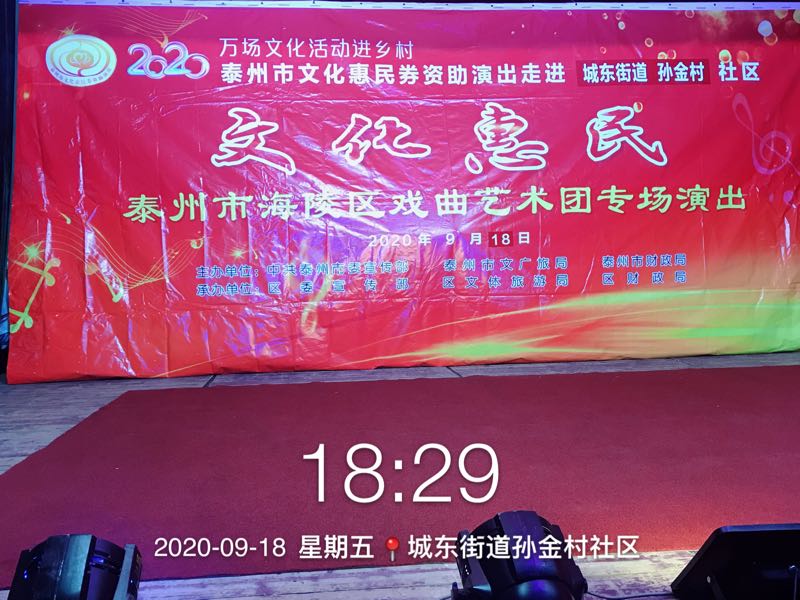 2020 万场文化活动进乡村
泰州市文化惠民券资助演出走进 城东街道 孙金村 社区
文化惠民
泰州市海陵区戏曲艺术团专场演出
2020年 9 月 18 日
主办单位：中共泰州市委宣传部 泰州市文广旅局 泰州市财政局
承办单位：区委宣传部 区文体旅游局 区财政局
18:29
2020-09-18 星期五 城东街道孙金村社区